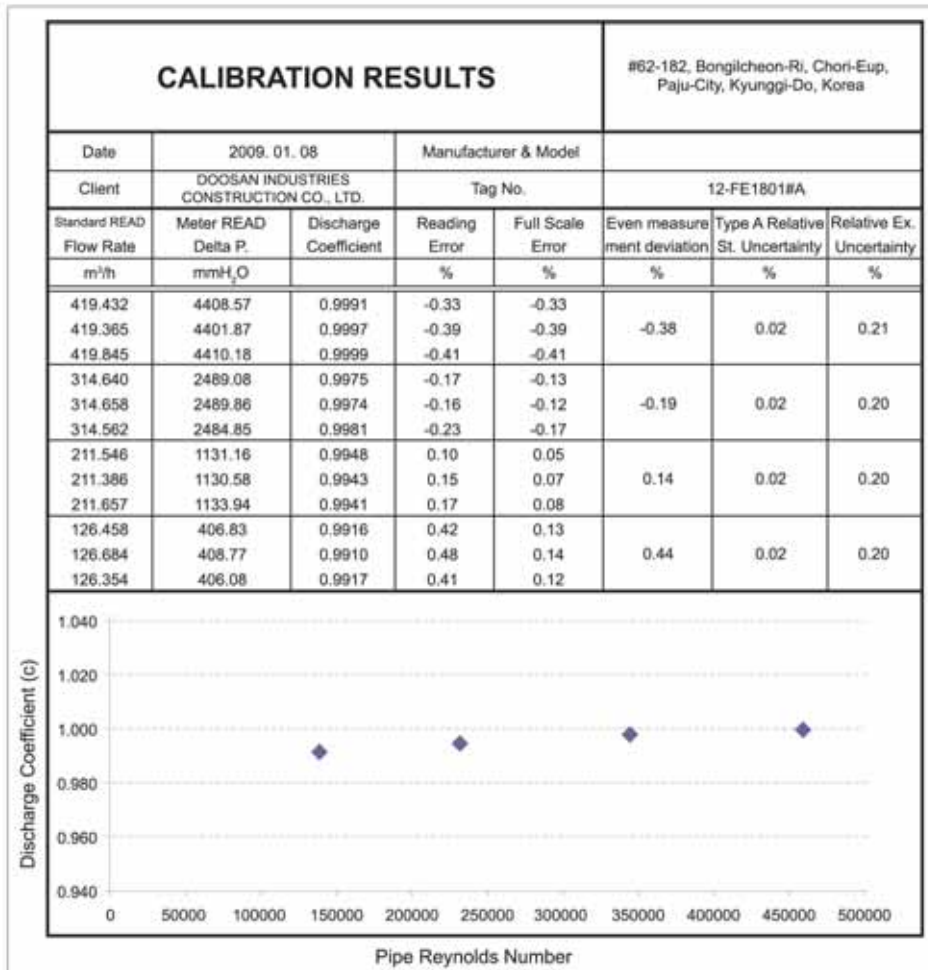 CALIBRATION RESULTS
#62-182, Bongilcheon-Ri, Chori-Eup,
Paju-City, Kyunggi-Do, Korea
Date 2009. 01. 08 Manufacturer & Model
Client DOOSAN INDUSTRIES CONSTRUCTION CO., LTD. Tag No. 12-FE1801#A
Standard READ Meter READ Discharge Reading Full Scale Even measure Type A Relative Relative Ex.
Flow Rate Delta P. Coefficient Error Error ment deviation St. Uncertainty Uncertainty
m³/h mmH₂O % % % % %
419.432 4408.57 0.9991 -0.33 -0.33
419.365 4401.87 0.9997 -0.39 -0.39 -0.38 0.02 0.21
419.845 4410.18 0.9999 -0.41 -0.41
314.640 2489.08 0.9975 -0.17 -0.13
314.658 2489.86 0.9974 -0.16 -0.12 -0.19 0.02 0.20
314.562 2484.85 0.9981 -0.23 -0.17
211.546 1131.16 0.9948 0.10 0.05
211.386 1130.58 0.9943 0.15 0.07 0.14 0.02 0.20
211.657 1133.94 0.9941 0.17 0.08
126.458 406.83 0.9916 0.42 0.13
126.684 408.77 0.9910 0.48 0.14 0.44 0.02 0.20
126.354 406.08 0.9917 0.41 0.12
Discharge Coefficient (c)
1.040
1.020
1.000
0.980
0.960
0.940
0 50000 100000 150000 200000 250000 300000 350000 400000 450000 500000
Pipe Reynolds Number